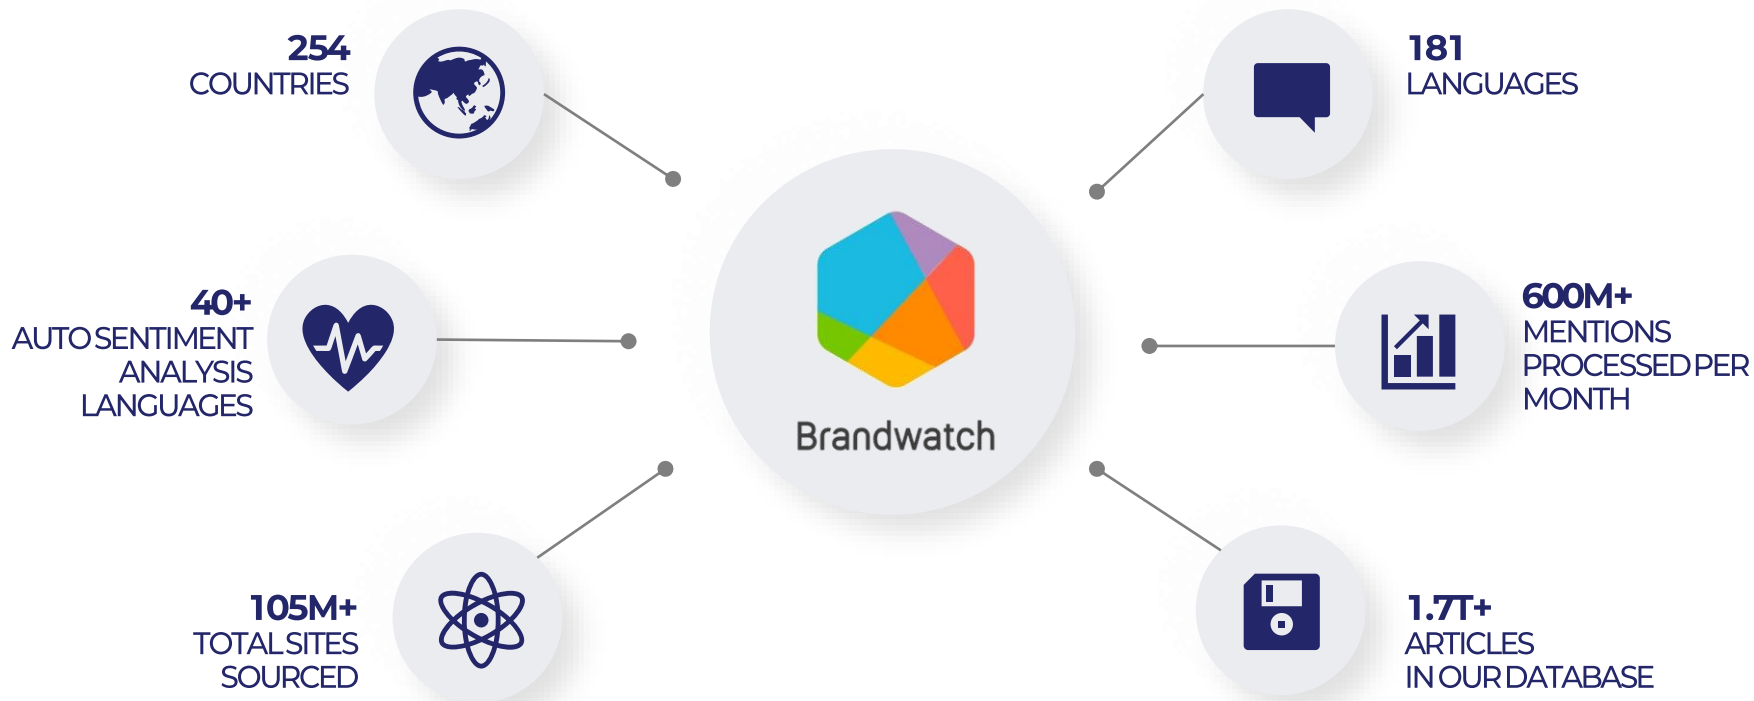 254
COUNTRIES
181
LANGUAGES
40+
AUTO SENTIMENT
ANALYSIS
LANGUAGES
Brandwatch
600M+
MENTIONS
PROCESSED PER
MONTH
105M+
TOTAL SITES
SOURCED
1.7T+
ARTICLES
IN OUR DATABASE